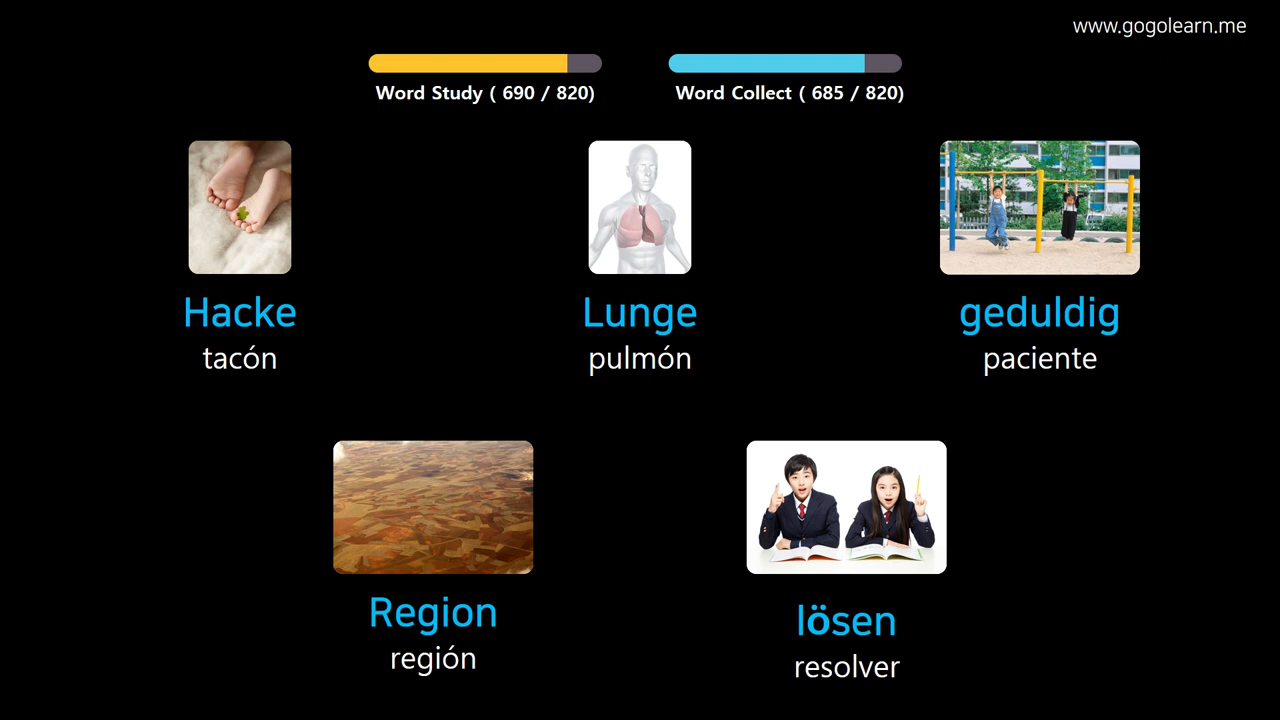 www.gogolearn.me
Word Study ( 690 / 820)
Word Collect ( 685 / 820)
Hacke
tacón
Lunge
pulmón
geduldig
paciente
Region
región
lösen
resolver